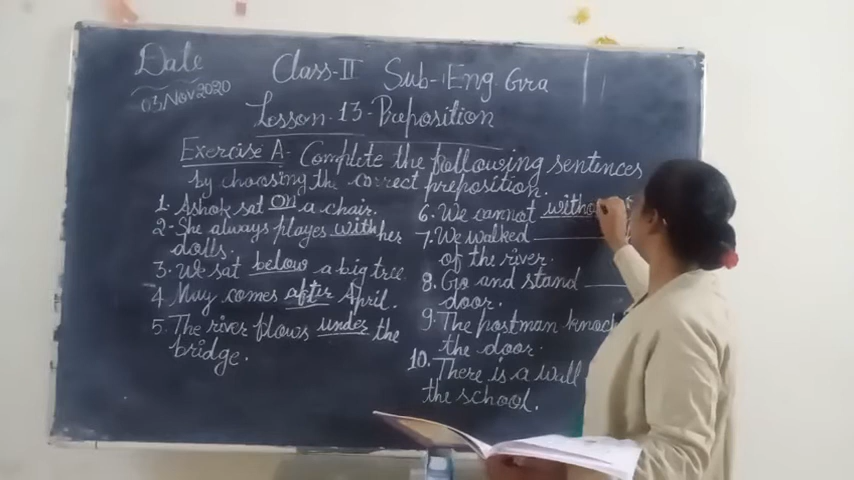 Date
03 Nov 2020
Class-II Sub-Eng Gra
Lesson-13-Preposition
Exercise A- Complete the following sentences
by choosing the correct preposition.
1. Ashok sat on a chair.
2- She always playes with her
dolls.
3. We sat below a big tree.
4. May comes after April.
5. The river flows under the
bridge.
6. We cannot witho
7. We walked
of the river.
8. Go and stand
door.
9. The postman knoc
the door.
10. There is a wall
the school.